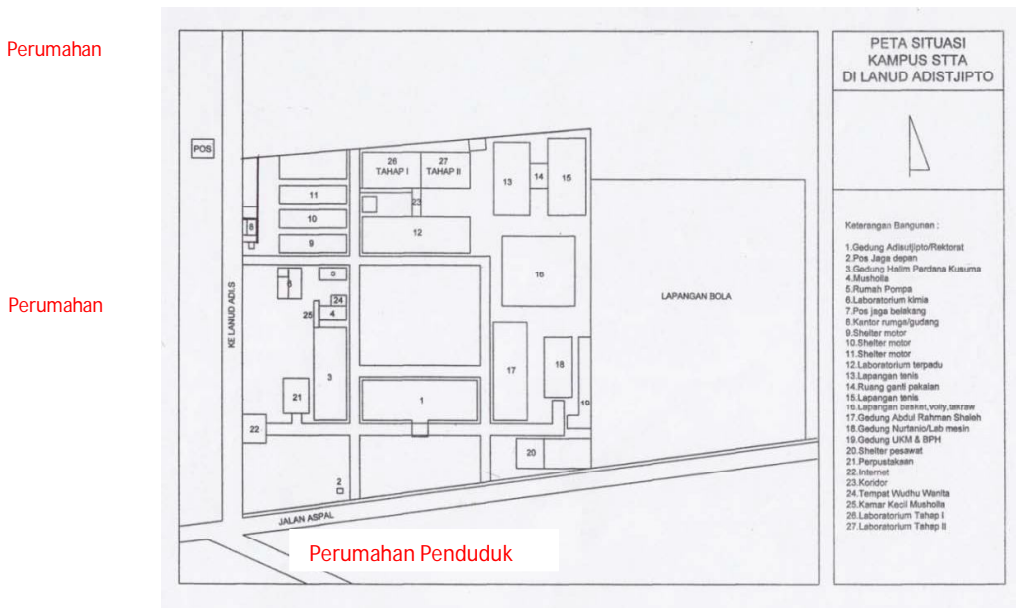 Perumahan
Perumahan
POS
KE LANUD ADI.S
26
TAHAP I
27
TAHAP II
11
10
9
8
23
12
13
14
15
16
6
24
4
25
3
21
22
1
17
18
19
20
2
LAPANGAN BOLA
JALAN ASPAL
Perumahan Penduduk
PETA SITUASI
KAMPUS STTA
DI LANUD ADISTJIPTO
Keterangan Bangunan :
1.Gedung Adisutjipto/Rektorat
2.Pos Jaga depan
3.Gedung Halim Perdana Kusuma
4.Musholla
5.Rumah Pompa
6.Laboratorium kimia
7.Pos jaga belakang
8.Kantor rumga/gudang
9.Shelter motor
10.Shelter motor
11.Shelter motor
12.Laboratorium terpadu
13.Lapangan tenis
14.Ruang ganti pakaian
15.Lapangan tenis
16.Lapangan basket,volly,takraw
17.Gedung Abdul Rahman Shaleh
18.Gedung Nurtanio/Lab mesin
19.Gedung UKM & BPH
20.Shelter pesawat
21.Perpustakaan
22.Internet
23.Koridor
24.Tempat Wudhu Wanita
25.Kamar Kecil Musholla
26.Laboratorium Tahap I
27.Laboratorium Tahap II